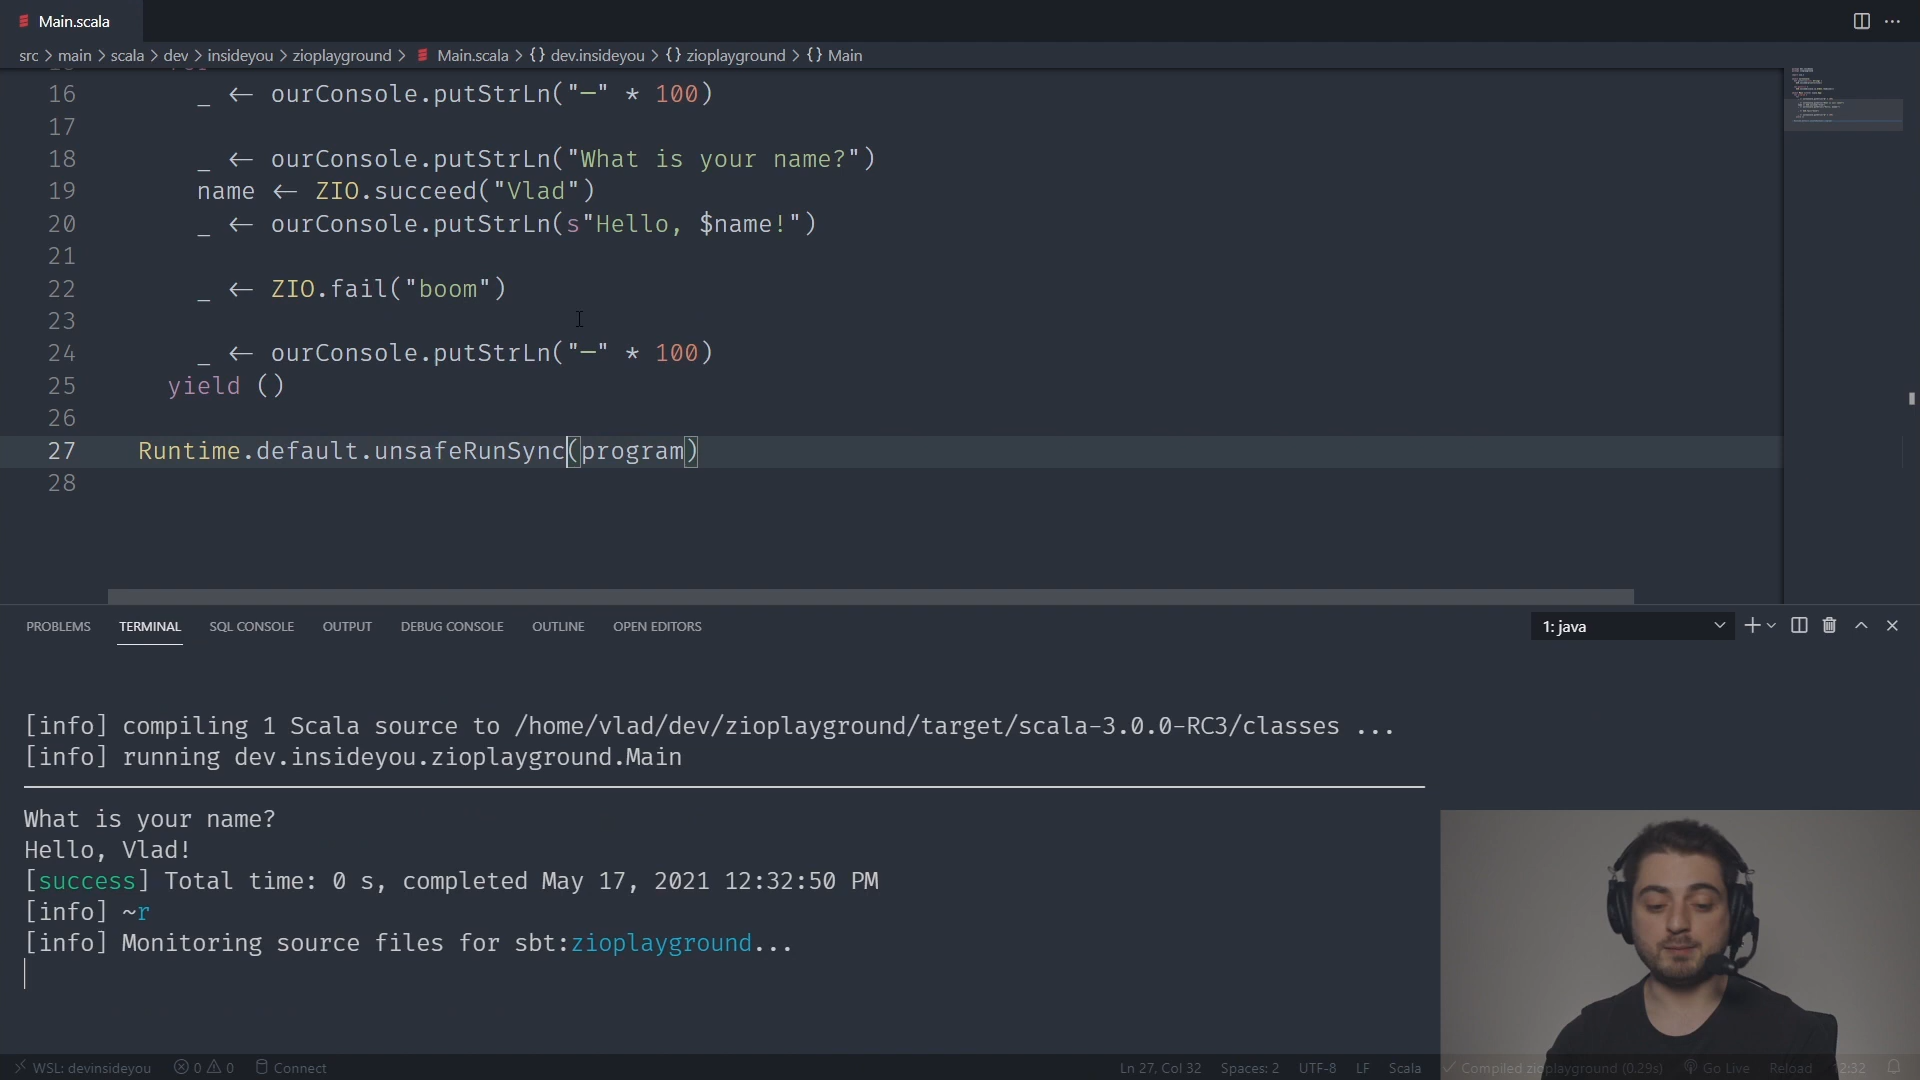 Main.scala
src > main > scala > dev > insideyou > zioplayground > Main.scala > {} dev.insideyou > {} zioplayground > {} Main
16 _ ← ourConsole.putStrLn("─" * 100)
17
18 _ ← ourConsole.putStrLn("What is your name?")
19 name ← ZIO.succeed("Vlad")
20 _ ← ourConsole.putStrLn(s"Hello, $name!")
21
22 _ ← ZIO.fail("boom")
23
24 _ ← ourConsole.putStrLn("─" * 100)
25 yield ()
26
27 Runtime.default.unsafeRunSync(program)
28
PROBLEMS TERMINAL SQL CONSOLE OUTPUT DEBUG CONSOLE OUTLINE OPEN EDITORS 1: java
[info] compiling 1 Scala source to /home/vlad/dev/zioplayground/target/scala-3.0.0-RC3/classes ...
[info] running dev.insideyou.zioplayground.Main
What is your name?
Hello, Vlad!
[success] Total time: 0 s, completed May 17, 2021 12:32:50 PM
[info] ~r
[info] Monitoring source files for sbt:zioplayground...
WSL: devinsideyou 0 0 Connect Ln 27, Col 32 Spaces: 2 UTF-8 LF Scala Compiled zioplayground (0.29s) Go Live Reload 12:32